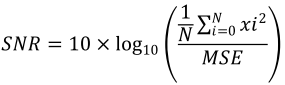 SNR = 10 × log₁₀ ( ( 1/N ∑ᵢ₌₀ᴺ xi² ) / MSE )